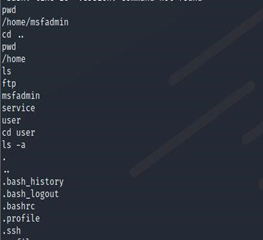 pwd
/home/msfadmin
cd ..
pwd
/home
ls
ftp
msfadmin
service
user
cd user
ls -a
.
..
.bash_history
.bash_logout
.bashrc
.profile
.ssh